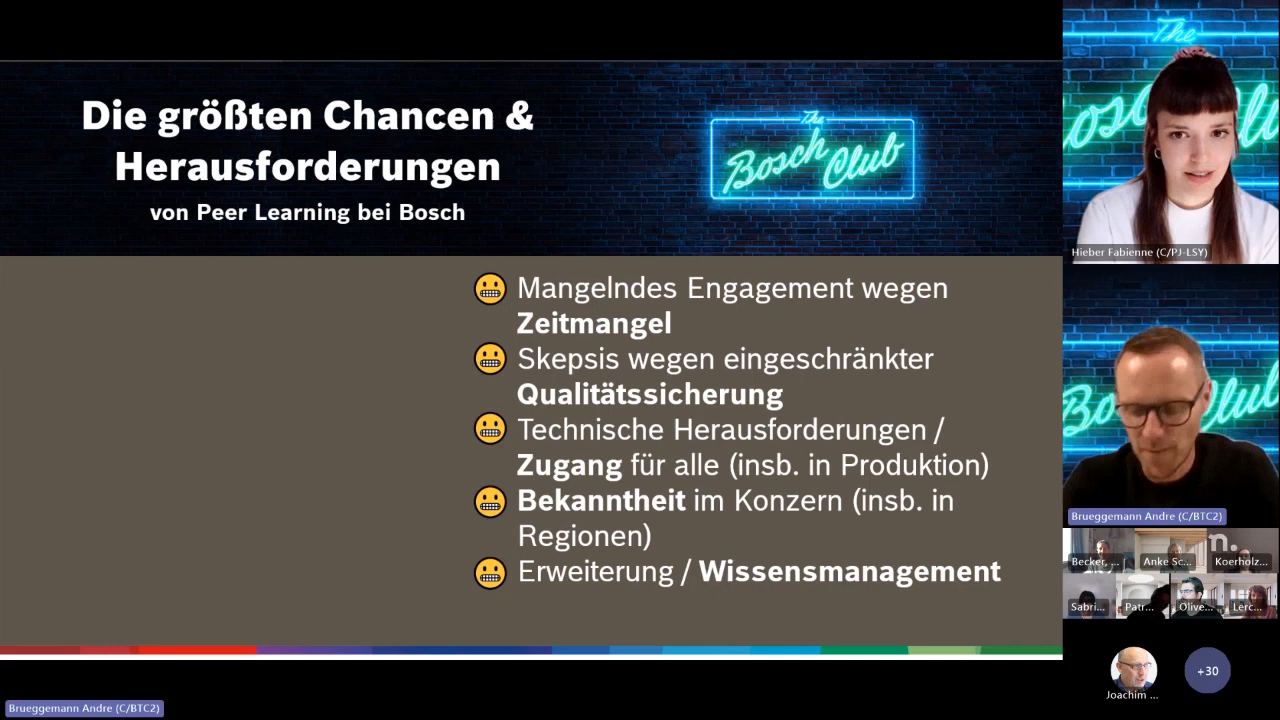 Die größten Chancen &
Herausforderungen
von Peer Learning bei Bosch
The
Bosch Club
Mangelndes Engagement wegen
Zeitmangel
Skepsis wegen eingeschränkter
Qualitätssicherung
Technische Herausforderungen /
Zugang für alle (insb. in Produktion)
Bekanntheit im Konzern (insb. in
Regionen)
Erweiterung / Wissensmanagement
Brueggemann Andre (C/BTC2)
The
Hieber Fabienne (C/PJ-LSY)
Brueggemann Andre (C/BTC2)
n.
Becker, ...
Anke Sc...
Koerholz...
Sabri...
Patr...
Olive...
Lerc...
Joachim ...
+30